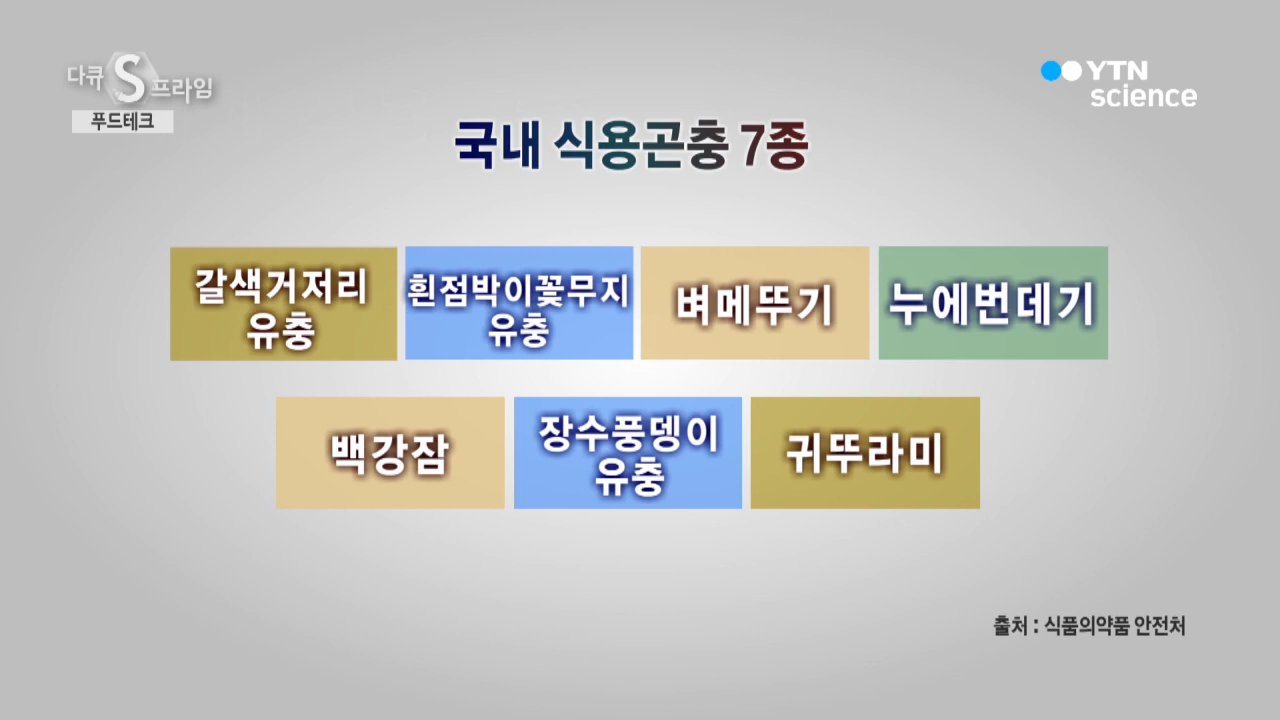 다큐 S 프라임
푸드테크
YTN
science
국내 식용곤충 7종
갈색거저리
유충
흰점박이꽃무지
유충
벼메뚜기
누에번데기
백강잠
장수풍뎅이
유충
귀뚜라미
출처 : 식품의약품 안전처